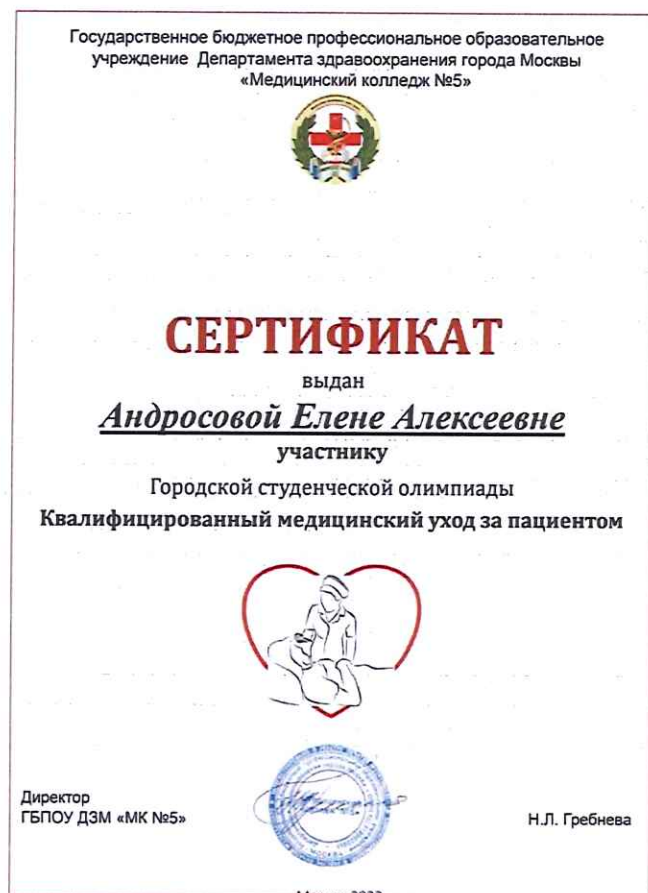 Государственное бюджетное профессиональное образовательное
учреждение Департамента здравоохранения города Москвы
«Медицинский колледж №5»
СЕРТИФИКАТ
выдан
Андросовой Елене Алексеевне
участнику
Городской студенческой олимпиады
Квалифицированный медицинский уход за пациентом
Директор
ГБПОУ ДЗМ «МК №5»
Н.Л. Гребнева